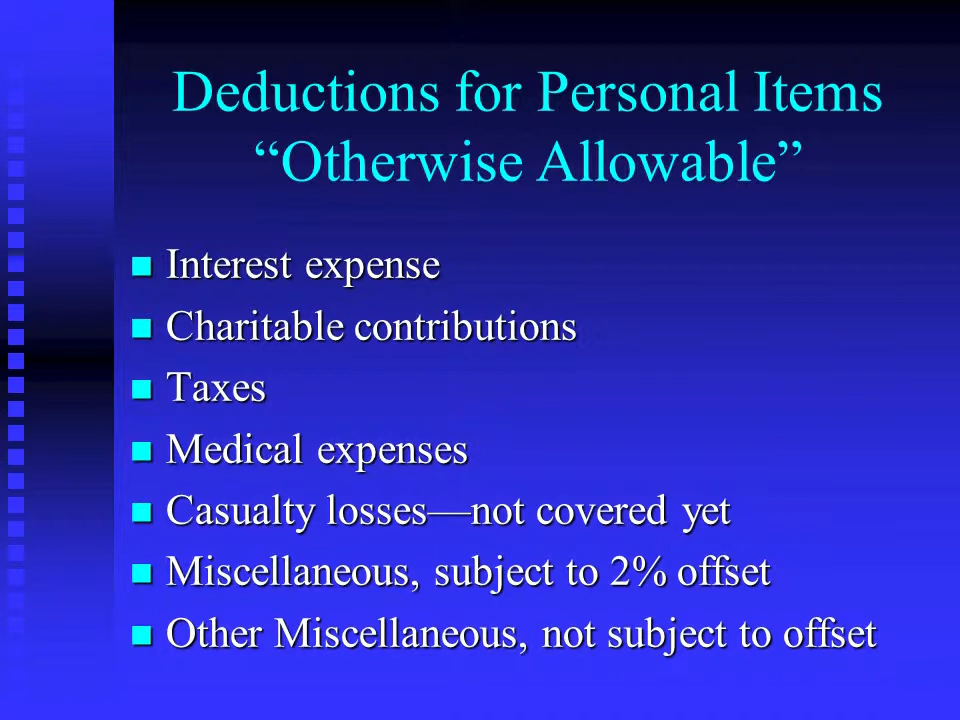 Deductions for Personal Items
“Otherwise Allowable”
Interest expense
Charitable contributions
Taxes
Medical expenses
Casualty losses—not covered yet
Miscellaneous, subject to 2% offset
Other Miscellaneous, not subject to offset